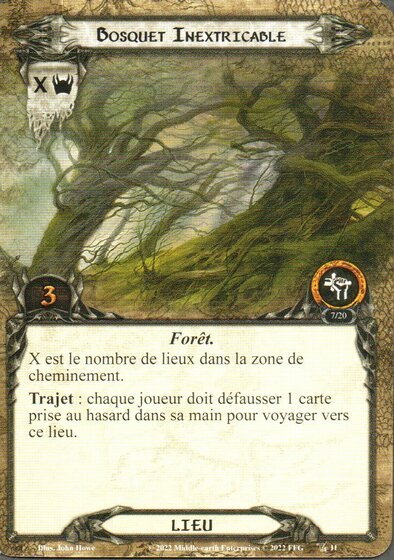 Bosquet Inextricable
X
3
7/20
Forêt.
X est le nombre de lieux dans la zone de
cheminement.
Trajet : chaque joueur doit défausser 1 carte
prise au hasard dans sa main pour voyager vers
ce lieu.
LIEU
Illus. John Howe ©2022 Middle-earth Enterprises ©2022 FFG 31